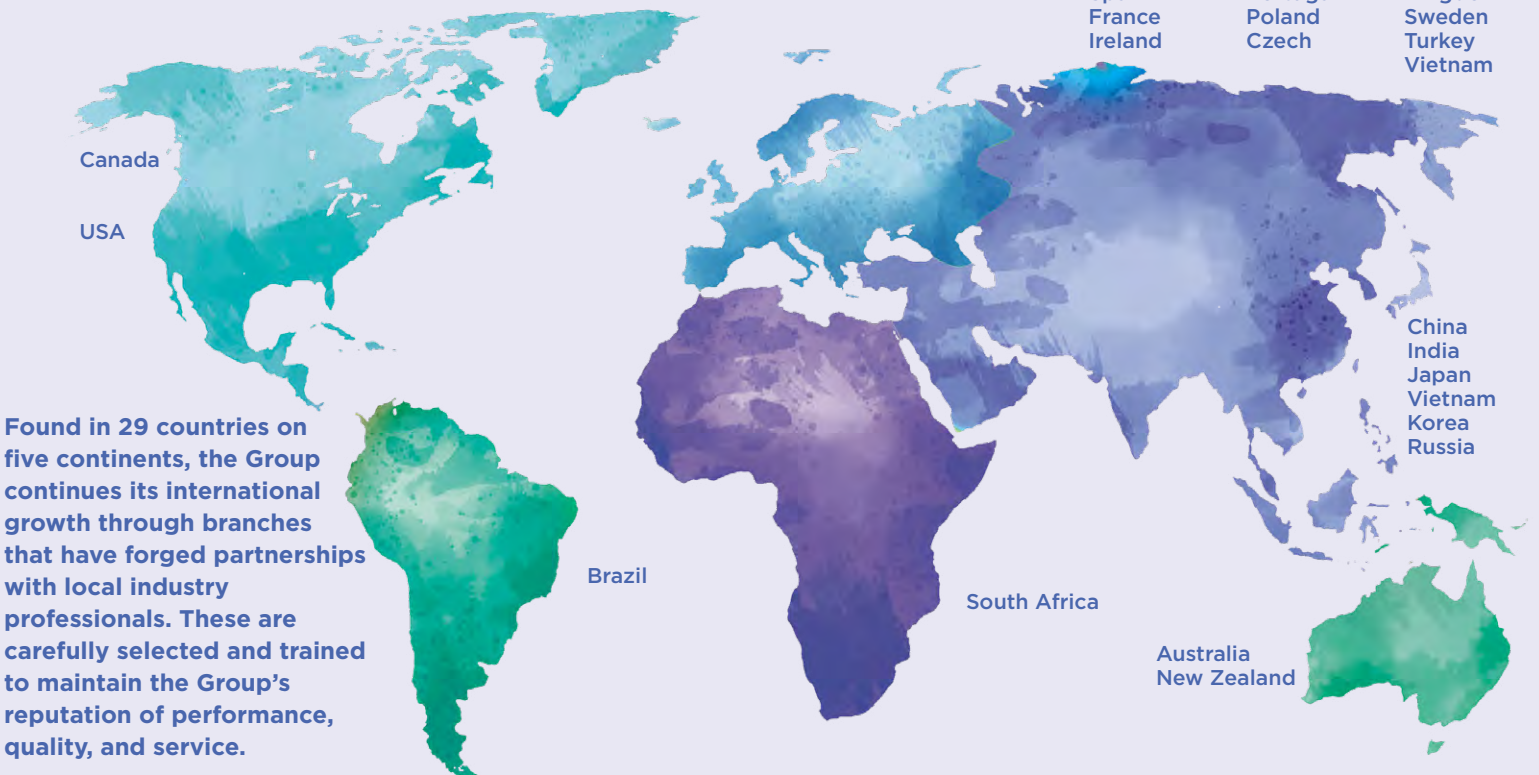 France
Ireland
Poland
Czech
Sweden
Turkey
Vietnam
Canada
USA
China
India
Japan
Vietnam
Korea
Russia
Found in 29 countries on
five continents, the Group
continues its international
growth through branches
that have forged partnerships
with local industry
professionals. These are
carefully selected and trained
to maintain the Group’s
reputation of performance,
quality, and service.
Brazil
South Africa
Australia
New Zealand